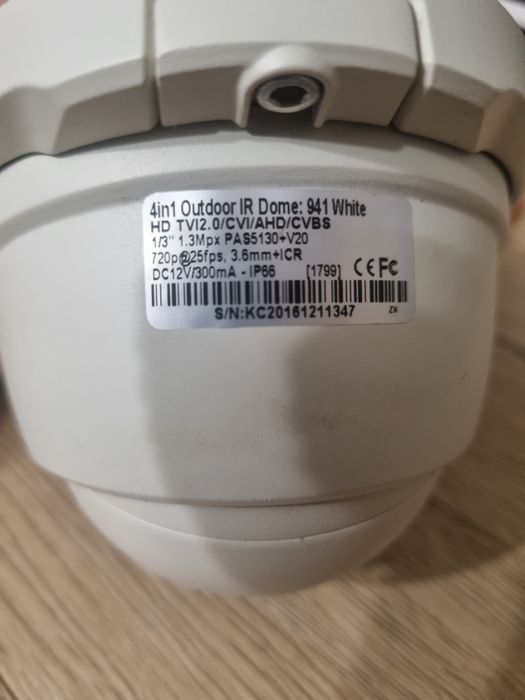 4in1 Outdoor IR Dome: 941 White
HD TVI2.0/CVI/AHD/CVBS
1/3" 1.3Mpx PAS5130+V20
720p@25fps, 3.6mm+ICR
DC12V/300mA - IP66 [1799] CE FC
S/N:KC20161211347 ZK